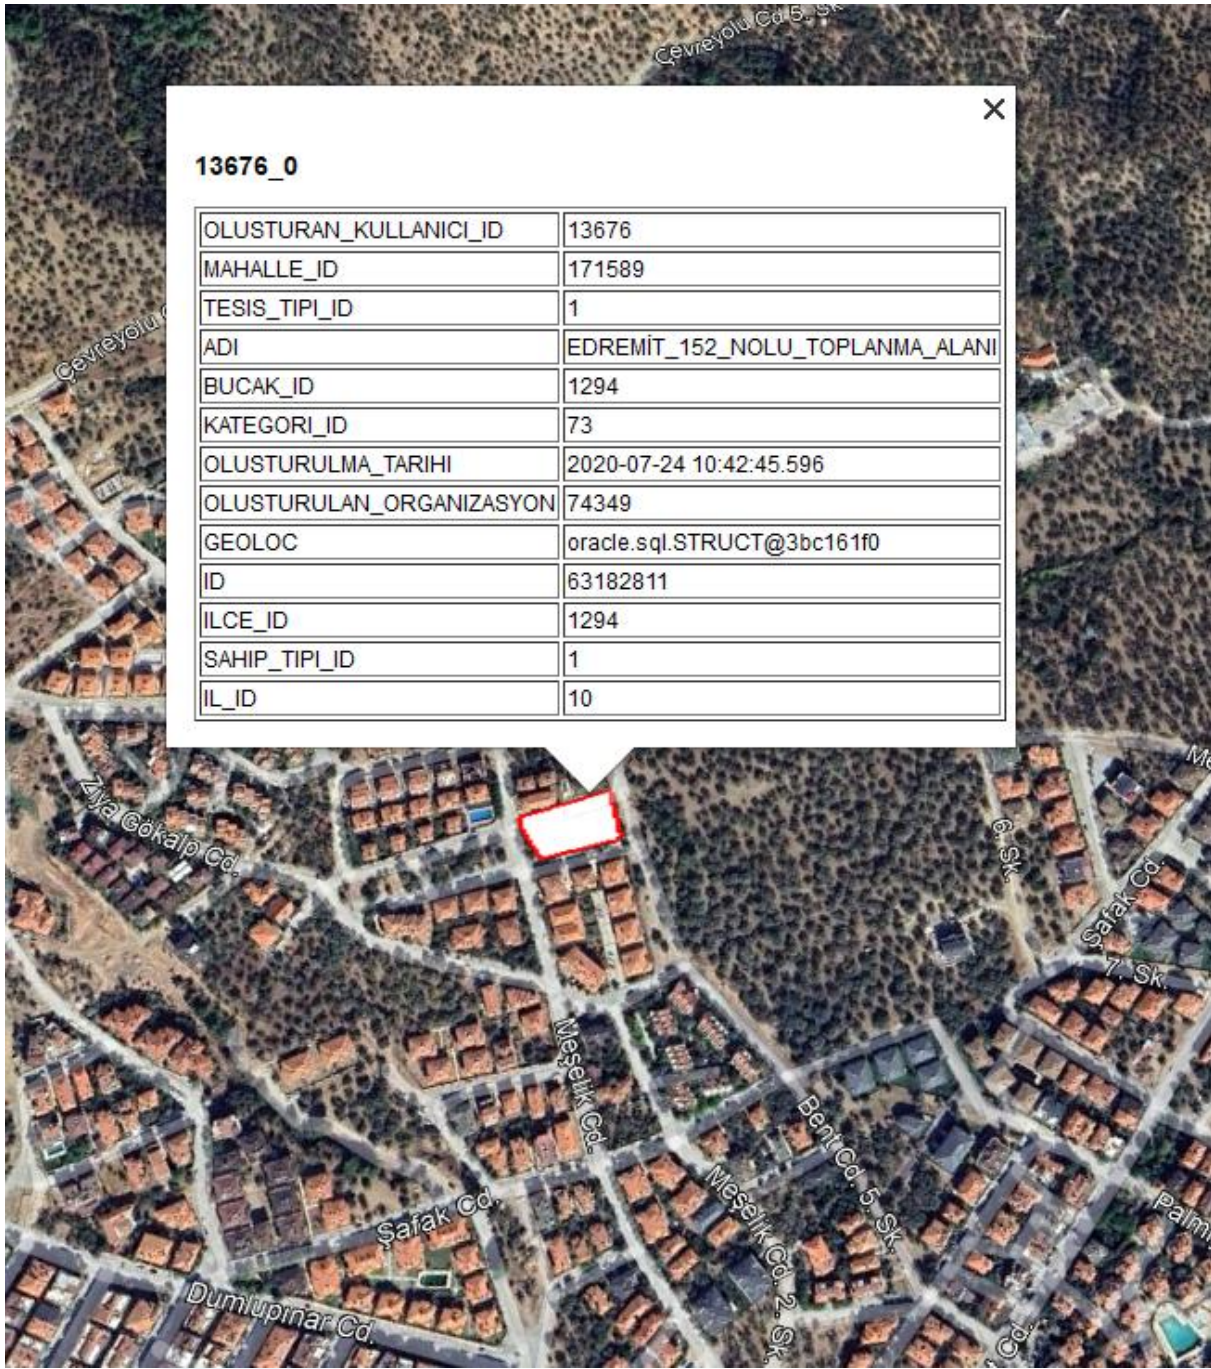 Çevreyolu Cd 5. Sk
13676_0
OLUSTURAN_KULLANICI_ID 13676
MAHALLE_ID 171589
TESIS_TIPI_ID 1
ADI EDREMİT_152_NOLU_TOPLANMA_ALANI
BUCAK_ID 1294
KATEGORI_ID 73
OLUSTURULMA_TARIHI 2020-07-24 10:42:45.596
OLUSTURULAN_ORGANIZASYON 74349
GEOLOC oracle.sql.STRUCT@3bc161f0
ID 63182811
ILCE_ID 1294
SAHIP_TIPI_ID 1
IL_ID 10
Çevreyolu
Ziya Gökalp Cd.
6. Sk.
Şafak Cd.
7. Sk.
Meşelik Cd.
Bent Cd. 5. Sk.
Meşelik Cd. 2. Sk.
Şafak Cd.
Dumlupınar Cd.
Cd.